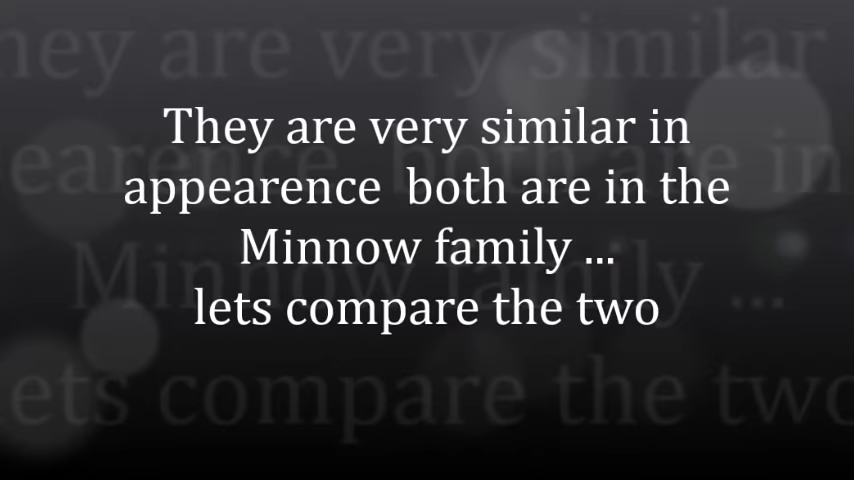 They are very similar in
appearence  both are in the
Minnow family ...
lets compare the two